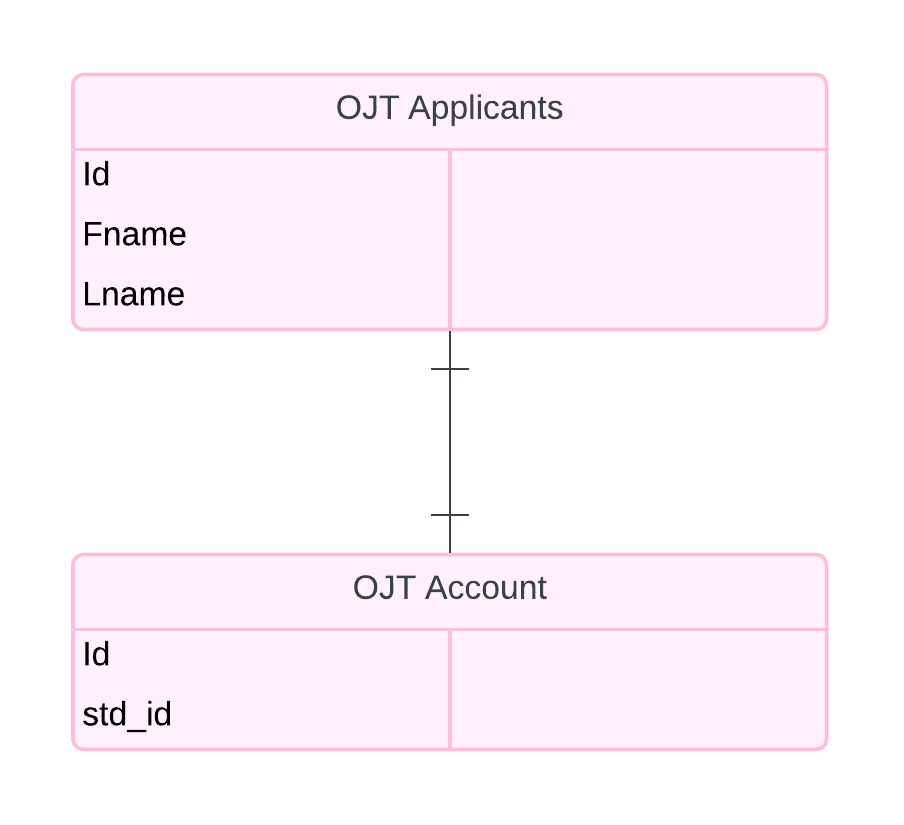 OJT Applicants
Id
Fname
Lname
OJT Account
Id
std_id